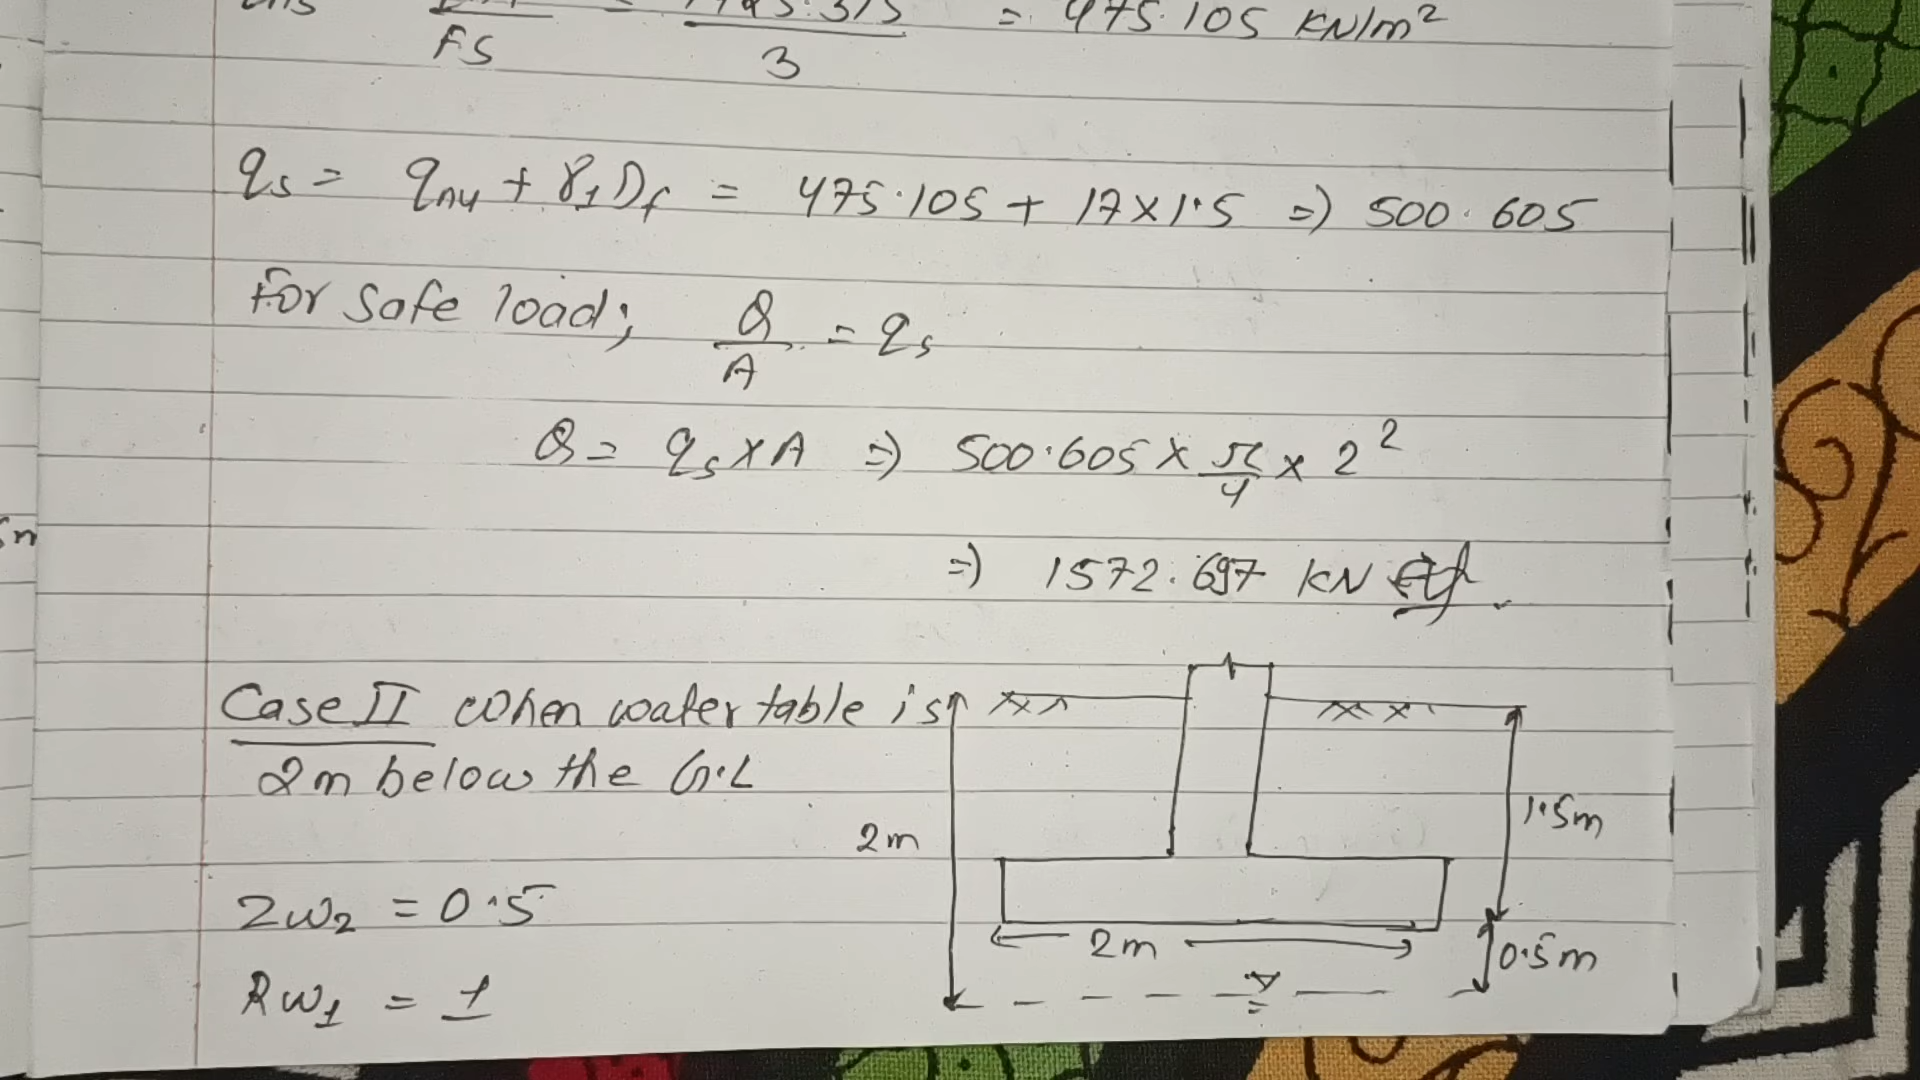 FS 3 = 475.105 KN/m²
qs = qnu + γ1Df = 475.105 + 17×1.5 ⇒ 500.605
For Safe load; Q/A = qs
Q = qs×A ⇒ 500.605 × π/4 × 2²
⇒ 1572.697 KN
Case II When water table is
2m below the G.L
1.5m
2m
Zw2 = 0.5
2m
0.5m
Rw1 = 1